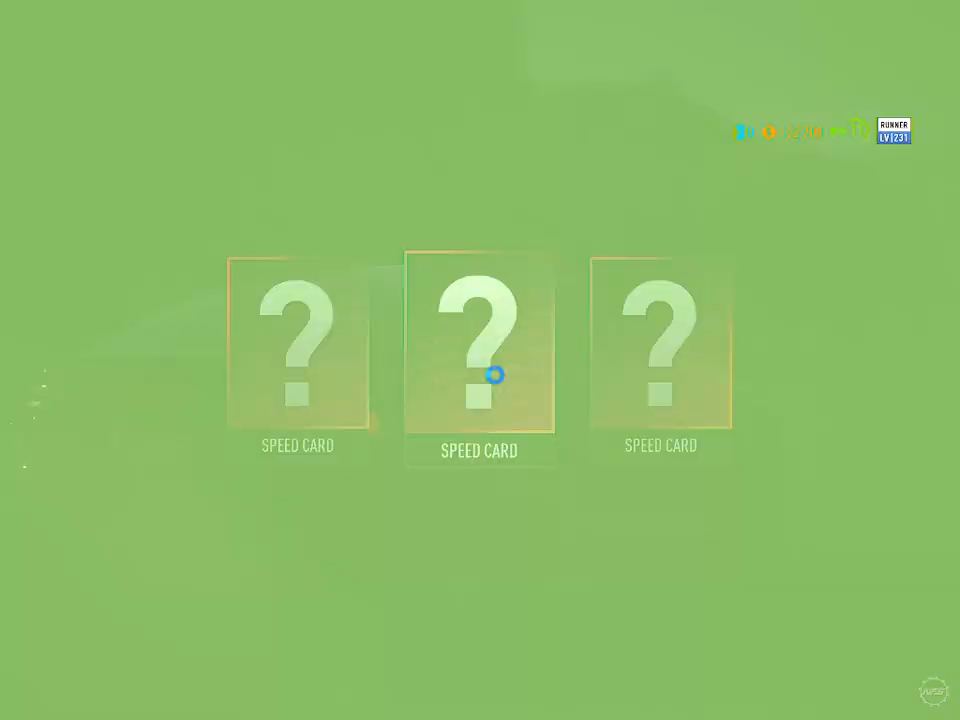 RUNNER
LV|231
? ? ?
SPEED CARD SPEED CARD SPEED CARD